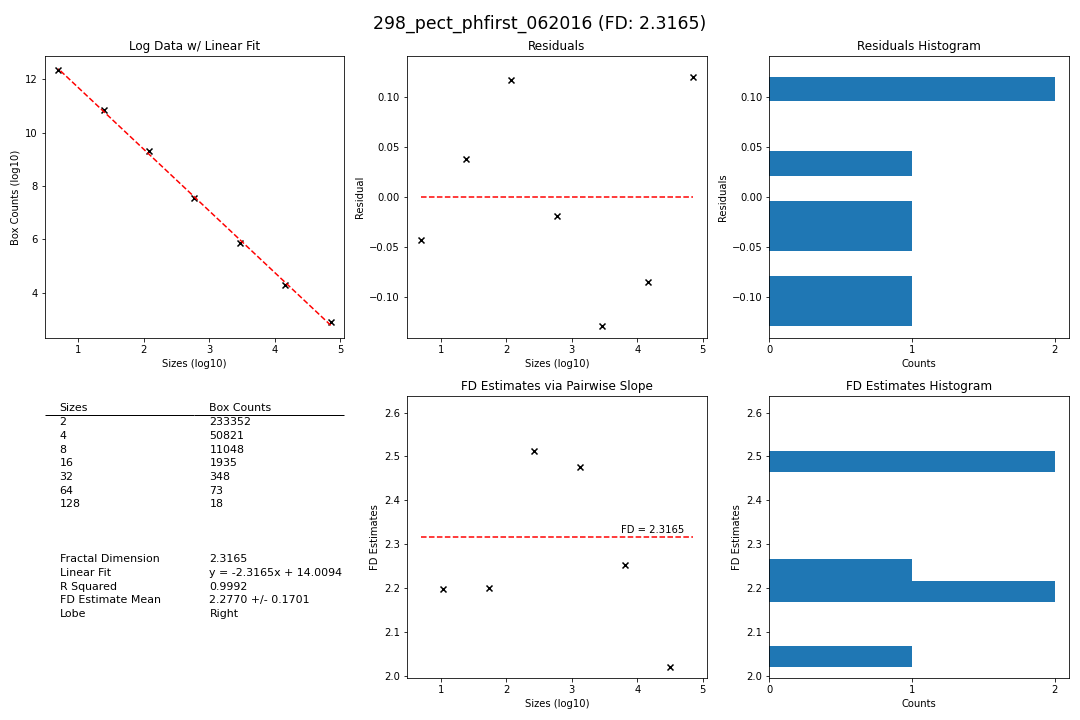 298_pect_phfirst_062016 (FD: 2.3165)
Log Data w/ Linear Fit
12
10
8
6
4
Box Counts (log10)
1 2 3 4 5
Sizes (log10)
Residuals
0.10
0.05
0.00
−0.05
−0.10
Residual
1 2 3 4 5
Sizes (log10)
Residuals Histogram
0.10
0.05
0.00
−0.05
−0.10
Residuals
0 1 2
Counts
Sizes Box Counts
2 233352
4 50821
8 11048
16 1935
32 348
64 73
128 18
Fractal Dimension 2.3165
Linear Fit y = -2.3165x + 14.0094
R Squared 0.9992
FD Estimate Mean 2.2770 +/- 0.1701
Lobe Right
FD Estimates via Pairwise Slope
2.6
2.5
2.4
2.3
2.2
2.1
2.0
FD Estimates
FD = 2.3165
1 2 3 4 5
Sizes (log10)
FD Estimates Histogram
2.6
2.5
2.4
2.3
2.2
2.1
2.0
FD Estimates
0 1 2
Counts